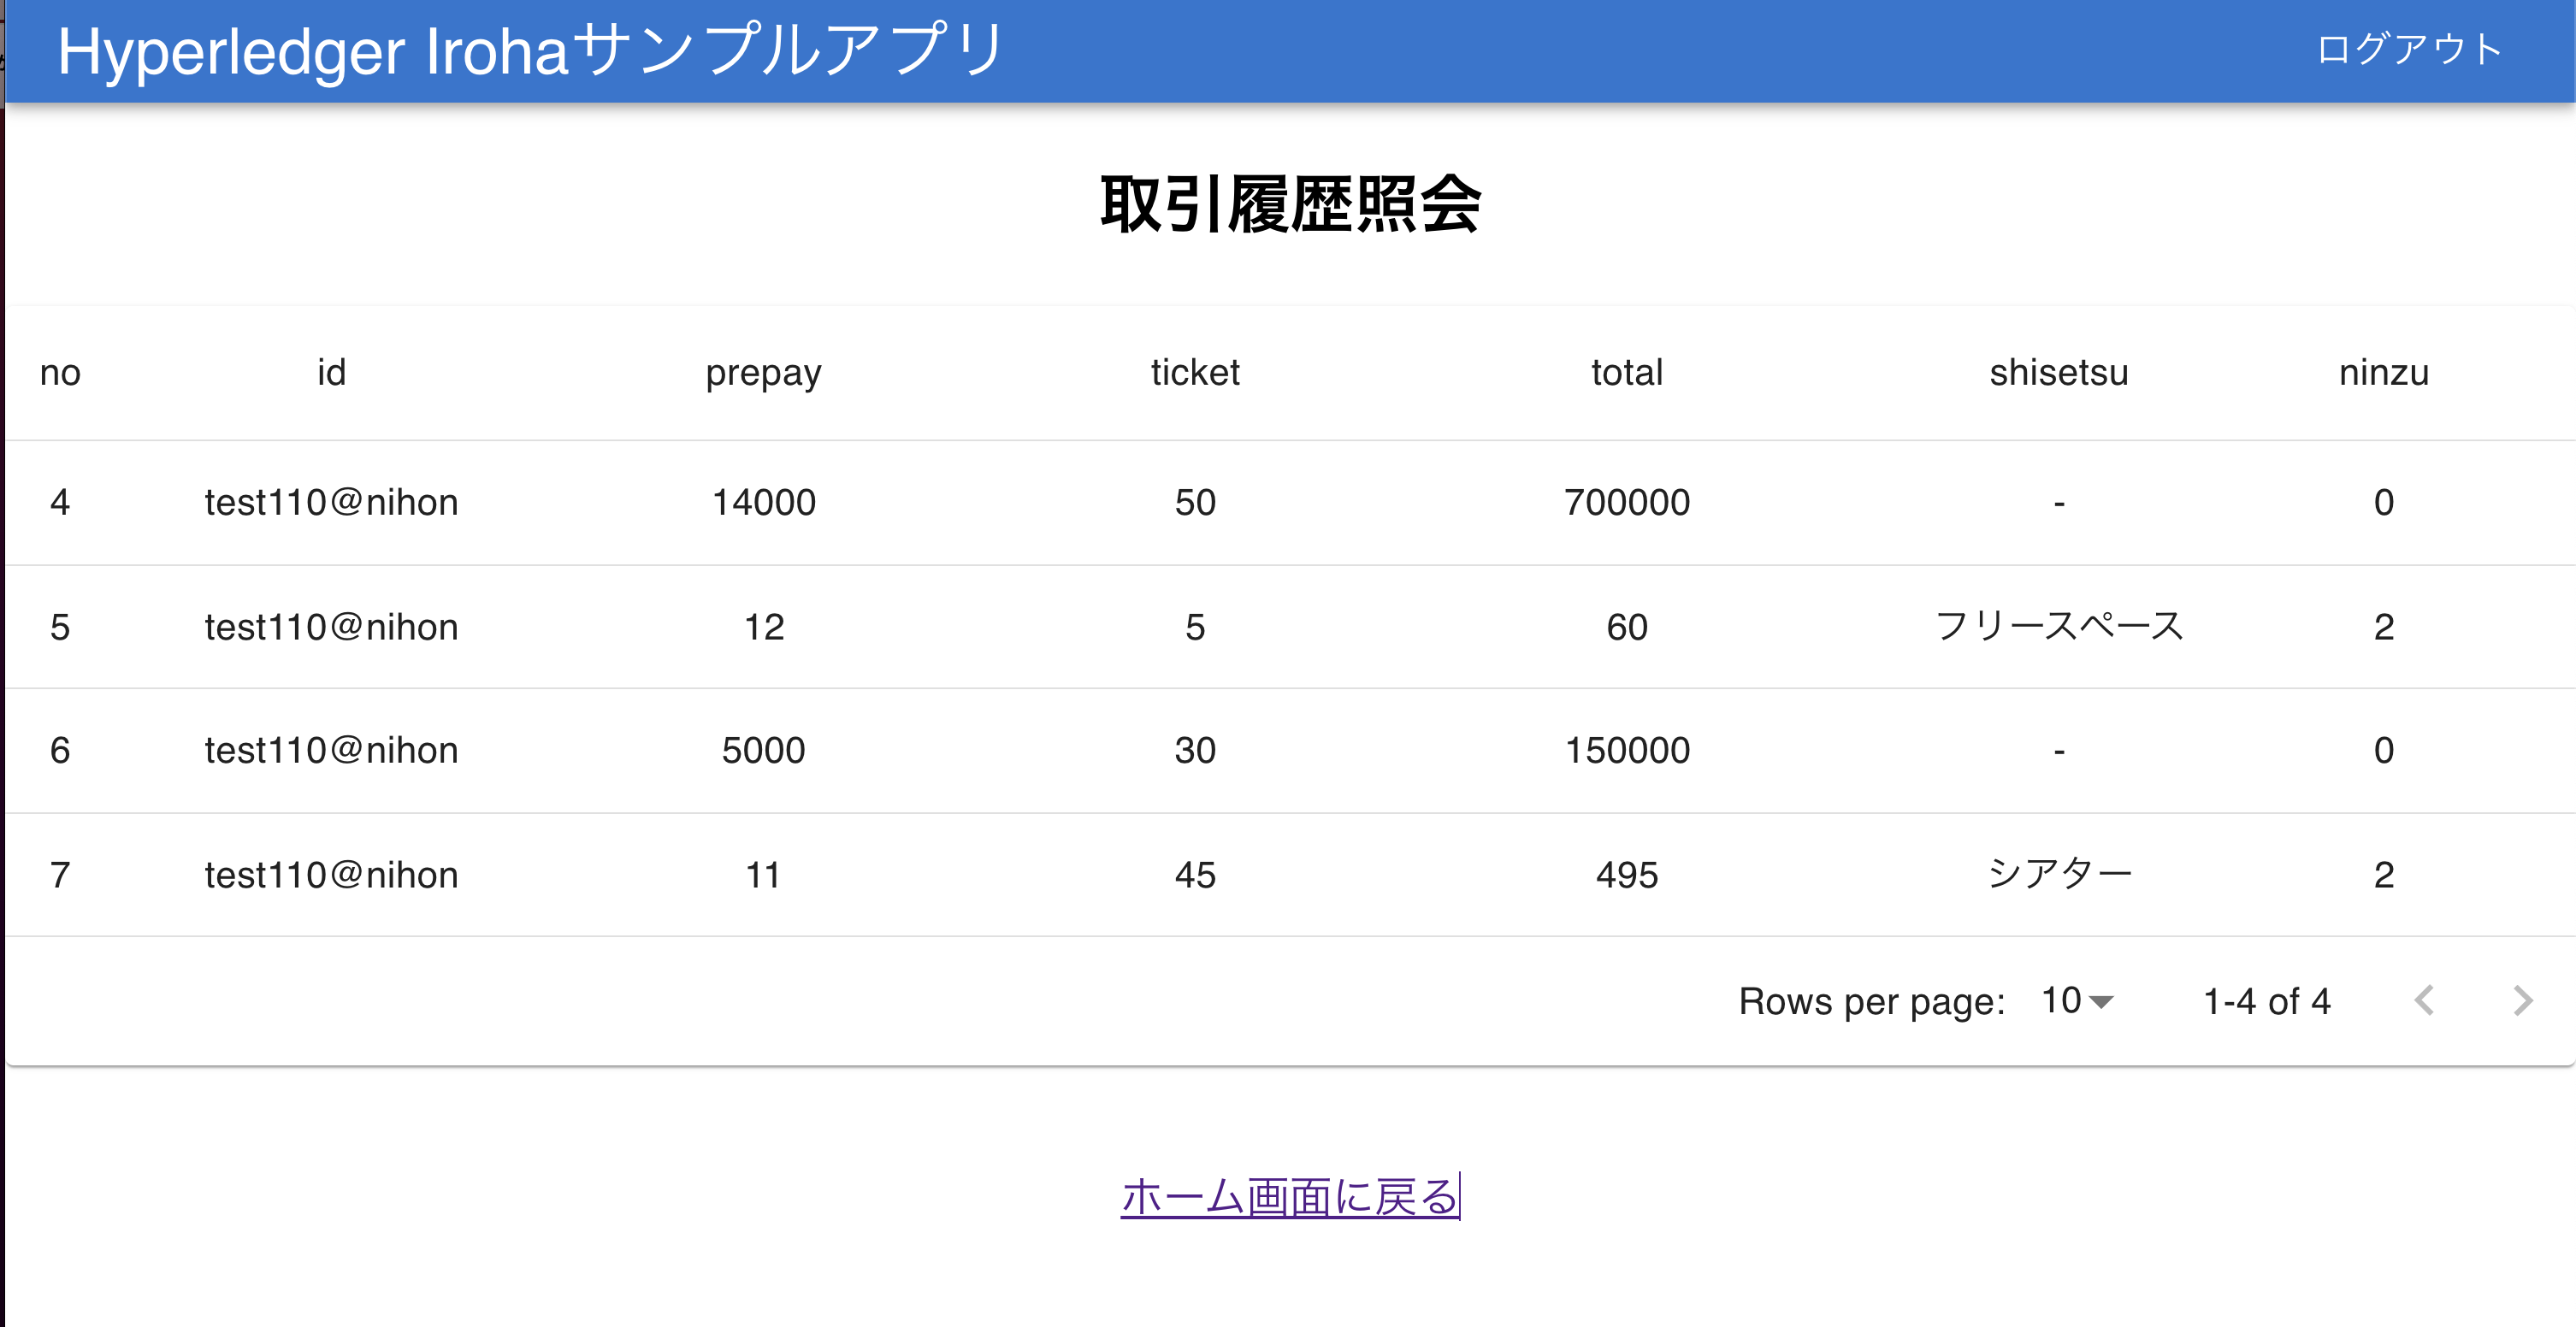 Hyperledger Irohaサンプルアプリ ログアウト
取引履歴照会
no id prepay ticket total shisetsu ninzu
4 test110@nihon 14000 50 700000 - 0
5 test110@nihon 12 5 60 フリースペース 2
6 test110@nihon 5000 30 150000 - 0
7 test110@nihon 11 45 495 シアター 2
Rows per page: 10 1-4 of 4
ホーム画面に戻る